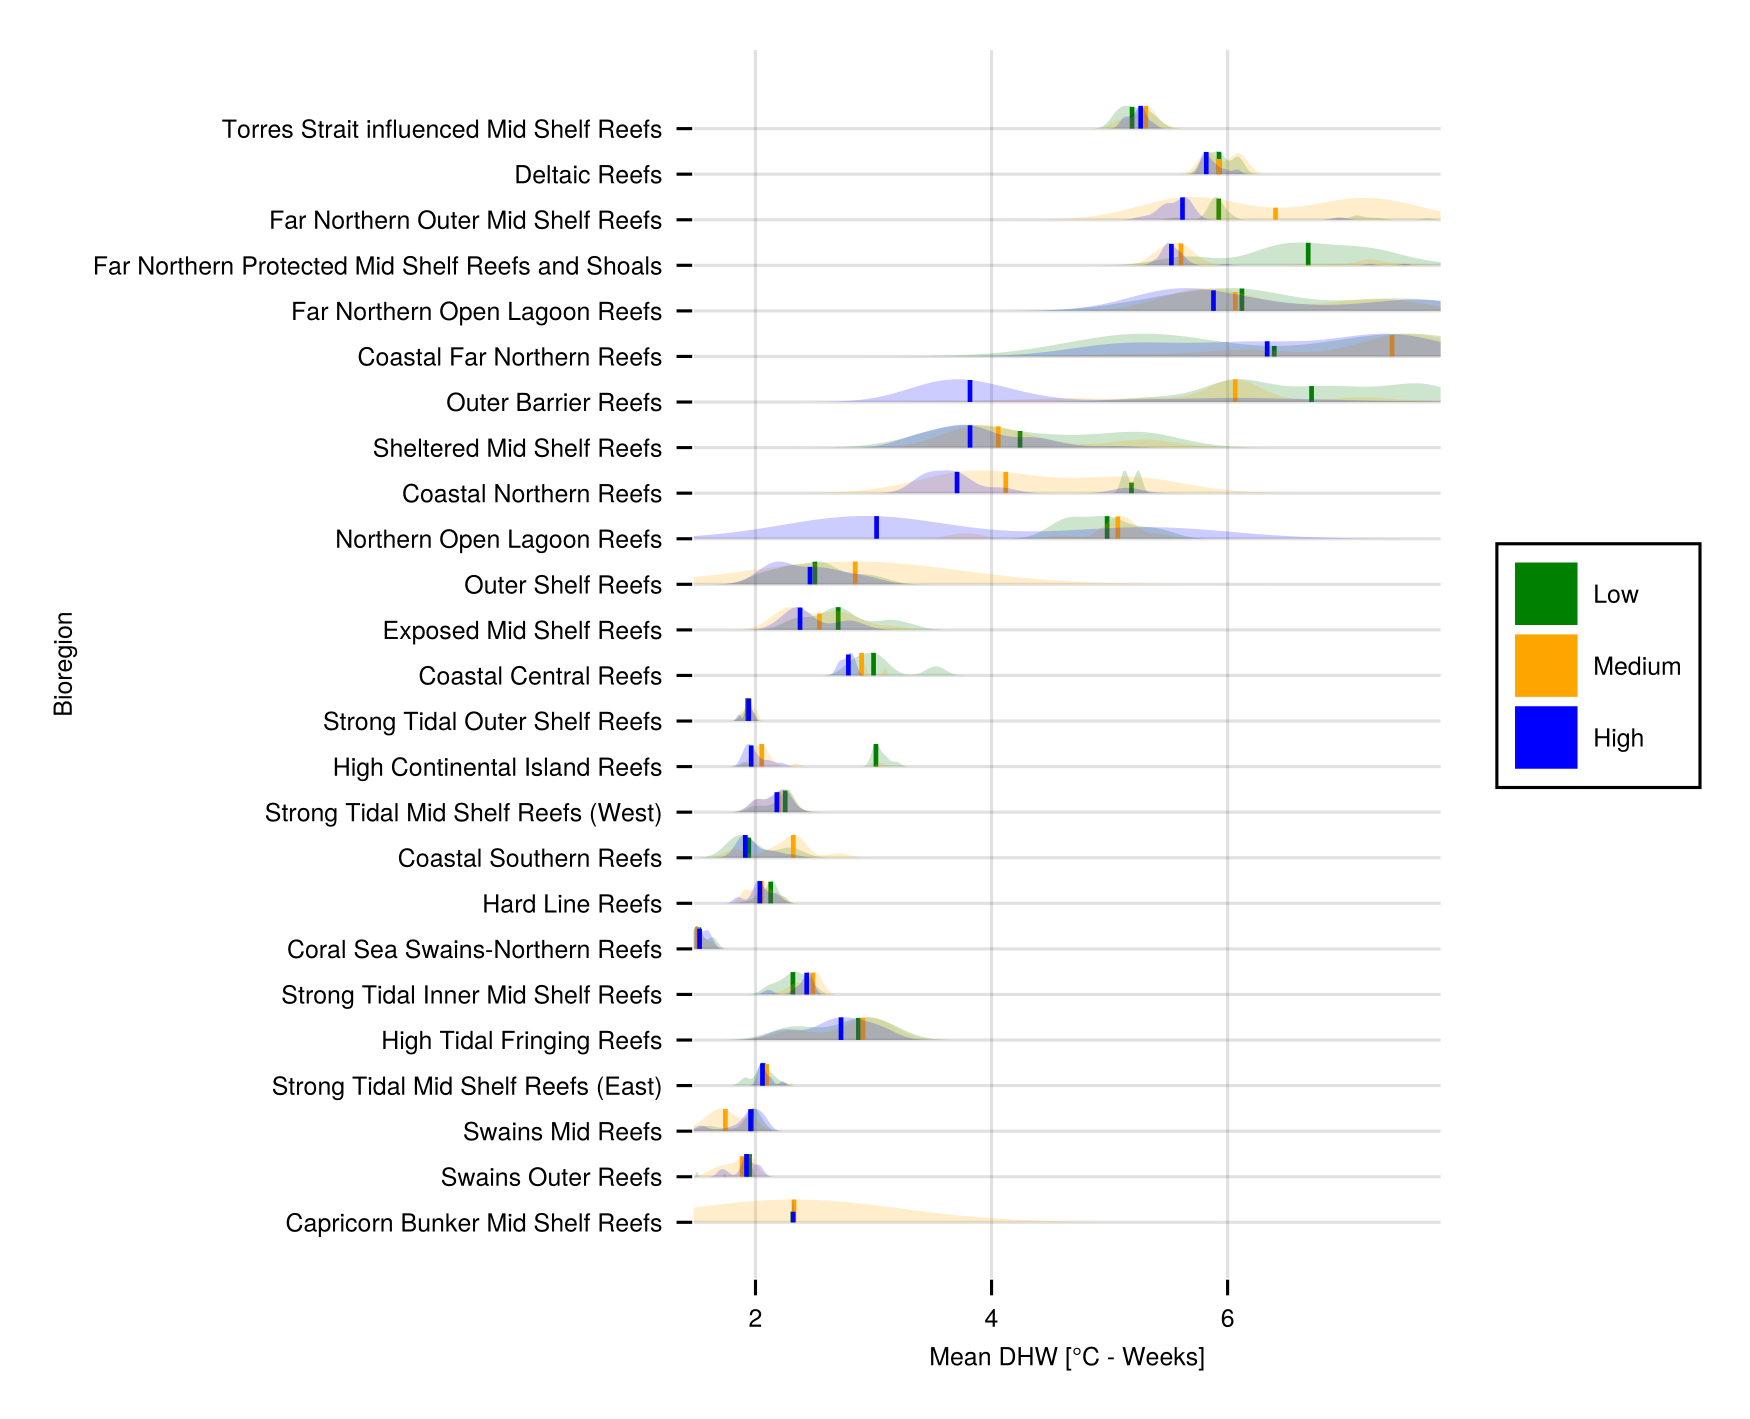 Torres Strait influenced Mid Shelf Reefs
Deltaic Reefs
Far Northern Outer Mid Shelf Reefs
Far Northern Protected Mid Shelf Reefs and Shoals
Far Northern Open Lagoon Reefs
Coastal Far Northern Reefs
Outer Barrier Reefs
Sheltered Mid Shelf Reefs
Coastal Northern Reefs
Northern Open Lagoon Reefs
Outer Shelf Reefs
Exposed Mid Shelf Reefs
Coastal Central Reefs
Strong Tidal Outer Shelf Reefs
High Continental Island Reefs
Strong Tidal Mid Shelf Reefs (West)
Coastal Southern Reefs
Hard Line Reefs
Coral Sea Swains-Northern Reefs
Strong Tidal Inner Mid Shelf Reefs
High Tidal Fringing Reefs
Strong Tidal Mid Shelf Reefs (East)
Swains Mid Reefs
Swains Outer Reefs
Capricorn Bunker Mid Shelf Reefs
Bioregion
2 4 6
Mean DHW [°C - Weeks]
Low
Medium
High